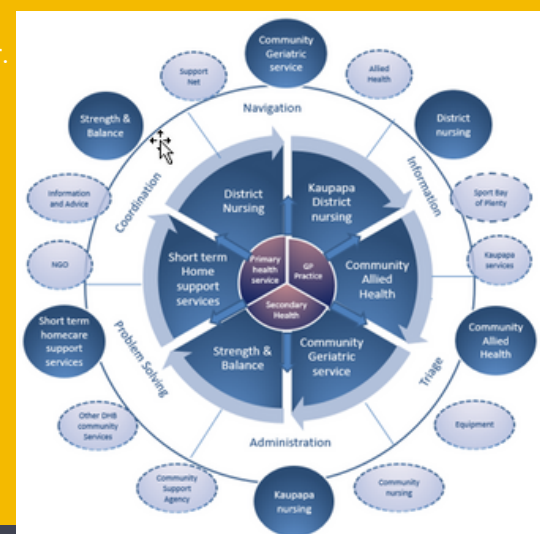 Community
Geriatric
service
Support
Net
Allied
Health
Strength &
Balance
District
nursing
Navigation
Information
and Advice
Coordination
Information
Sport Bay
of Plenty
District
Nursing
Kaupapa
District
nursing
NGO
Short term
Home
support
services
Primary
health
service
GP
Practice
Community
Allied
Health
Kaupapa
services
Secondary
Health
Short term
homecare
support
services
Strength &
Balance
Community
Geriatric
service
Community
Allied
Health
Problem Solving
Triage
Other DHB
community
Services
Equipment
Administration
Community
Support
Agency
Kaupapa
nursing
Community
nursing